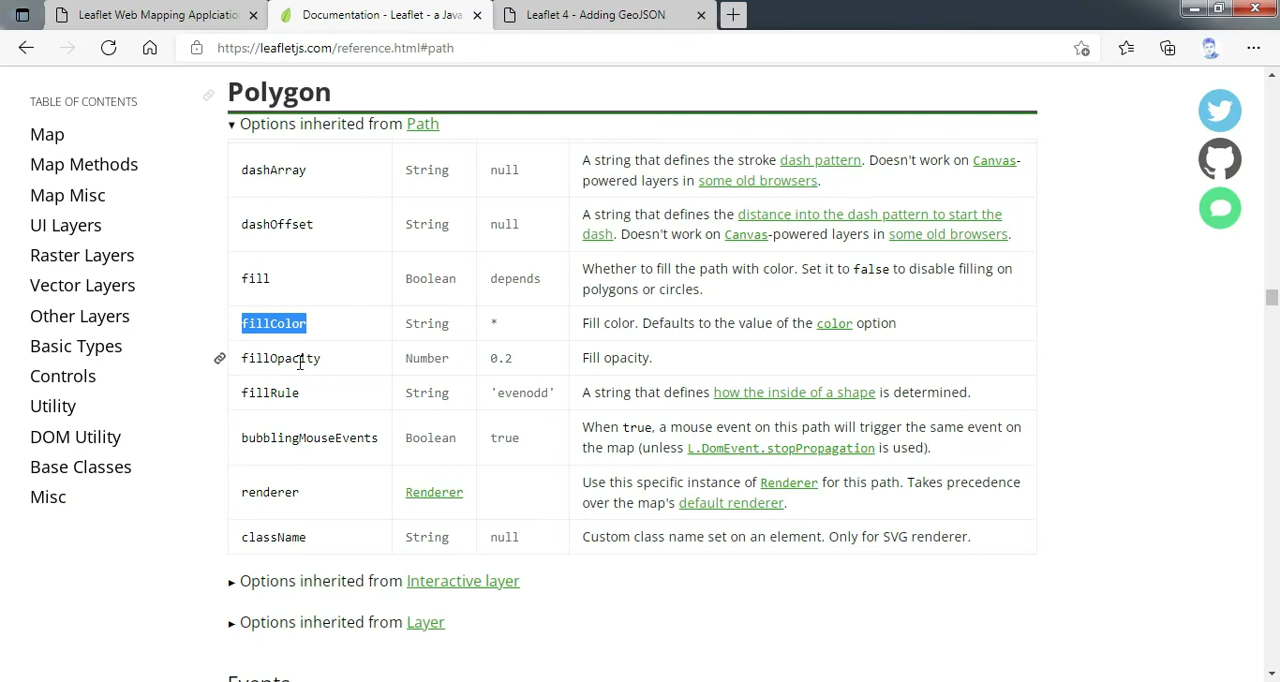 Leaflet Web Mapping Applciatio
Documentation - Leaflet - a Java
Leaflet 4 - Adding GeoJSON
https://leafletjs.com/reference.html#path
TABLE OF CONTENTS
Map
Map Methods
Map Misc
UI Layers
Raster Layers
Vector Layers
Other Layers
Basic Types
Controls
Utility
DOM Utility
Base Classes
Misc
Polygon
▾ Options inherited from Path
dashArray String null A string that defines the stroke dash pattern. Doesn't work on Canvas-
powered layers in some old browsers.
dashOffset String null A string that defines the distance into the dash pattern to start the
dash. Doesn't work on Canvas-powered layers in some old browsers.
fill Boolean depends Whether to fill the path with color. Set it to false to disable filling on
polygons or circles.
fillColor String * Fill color. Defaults to the value of the color option
fillOpacity Number 0.2 Fill opacity.
fillRule String 'evenodd' A string that defines how the inside of a shape is determined.
bubblingMouseEvents Boolean true When true, a mouse event on this path will trigger the same event on
the map (unless L.DomEvent.stopPropagation is used).
renderer Renderer Use this specific instance of Renderer for this path. Takes precedence
over the map's default renderer.
className String null Custom class name set on an element. Only for SVG renderer.
▸ Options inherited from Interactive layer
▸ Options inherited from Layer
Events